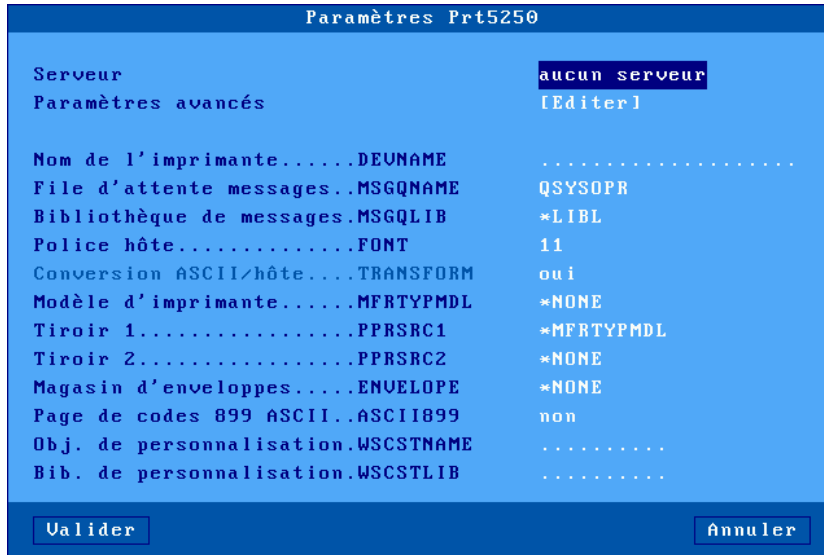 Paramètres Prt5250
Serveur aucun serveur
Paramètres avancés [Editer]
Nom de l'imprimante......DEVNAME .....................
File d'attente messages..MSGQNAME QSYSOPR
Bibliothèque de messages.MSGQLIB *LIBL
Police hôte..............FONT 11
Conversion ASCII/hôte....TRANSFORM oui
Modèle d'imprimante......MFRTYPMDL *NONE
Tiroir 1.................PPRSRC1 *MFRTYPMDL
Tiroir 2.................PPRSRC2 *NONE
Magasin d'enveloppes.....ENVELOPE *NONE
Page de codes 899 ASCII..ASCII899 non
Obj. de personnalisation.WSCSTNAME ..........
Bib. de personnalisation.WSCSTLIB ..........
Valider Annuler